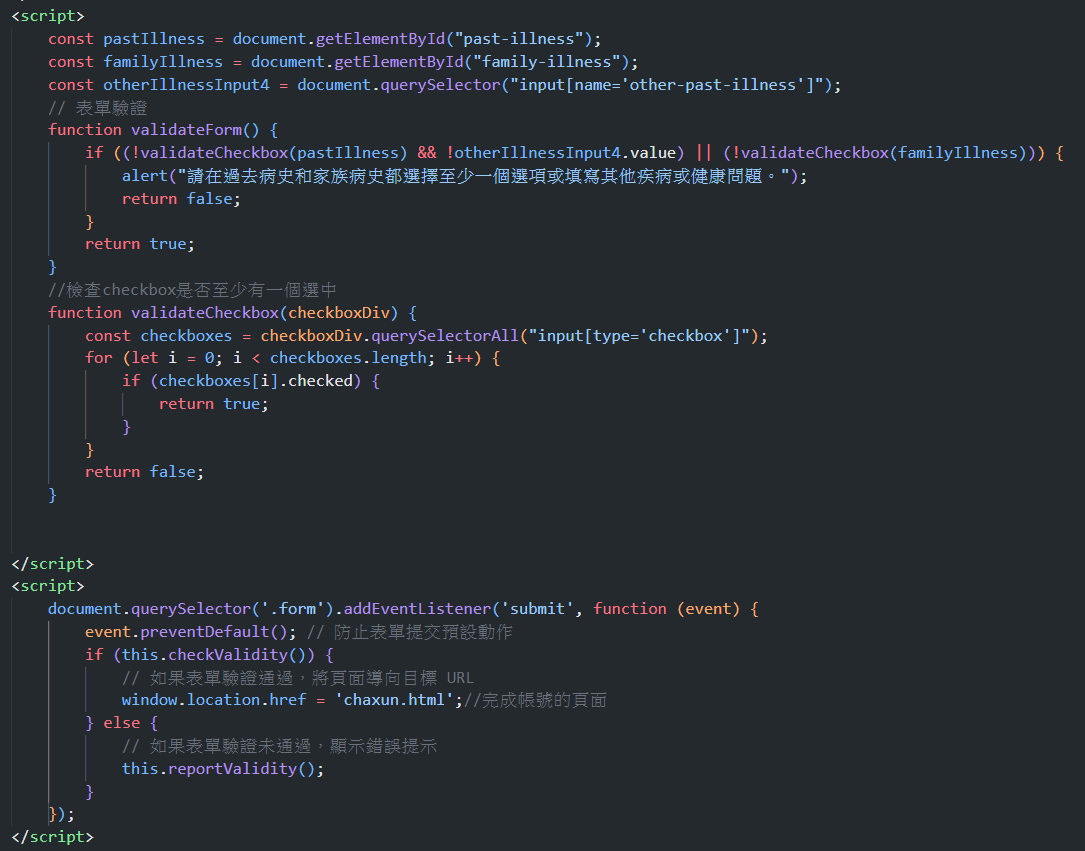 <script>
const pastIllness = document.getElementById("past-illness");
const familyIllness = document.getElementById("family-illness");
const otherIllnessInput4 = document.querySelector("input[name='other-past-illness']");
// 表單驗證
function validateForm() {
if ((!validateCheckbox(pastIllness) && !otherIllnessInput4.value) || (!validateCheckbox(familyIllness))) {
alert("請在過去病史和家族病史都選擇至少一個選項或填寫其他疾病或健康問題。");
return false;
}
return true;
}
//檢查checkbox是否至少有一個選中
function validateCheckbox(checkboxDiv) {
const checkboxes = checkboxDiv.querySelectorAll("input[type='checkbox']");
for (let i = 0; i < checkboxes.length; i++) {
if (checkboxes[i].checked) {
return true;
}
}
return false;
}
</script>
<script>
document.querySelector('.form').addEventListener('submit', function (event) {
event.preventDefault(); // 防止表單提交預設動作
if (this.checkValidity()) {
// 如果表單驗證通過，將頁面導向目標 URL
window.location.href = 'chaxun.html';//完成帳號的頁面
} else {
// 如果表單驗證未通過，顯示錯誤提示
this.reportValidity();
}
});
</script>